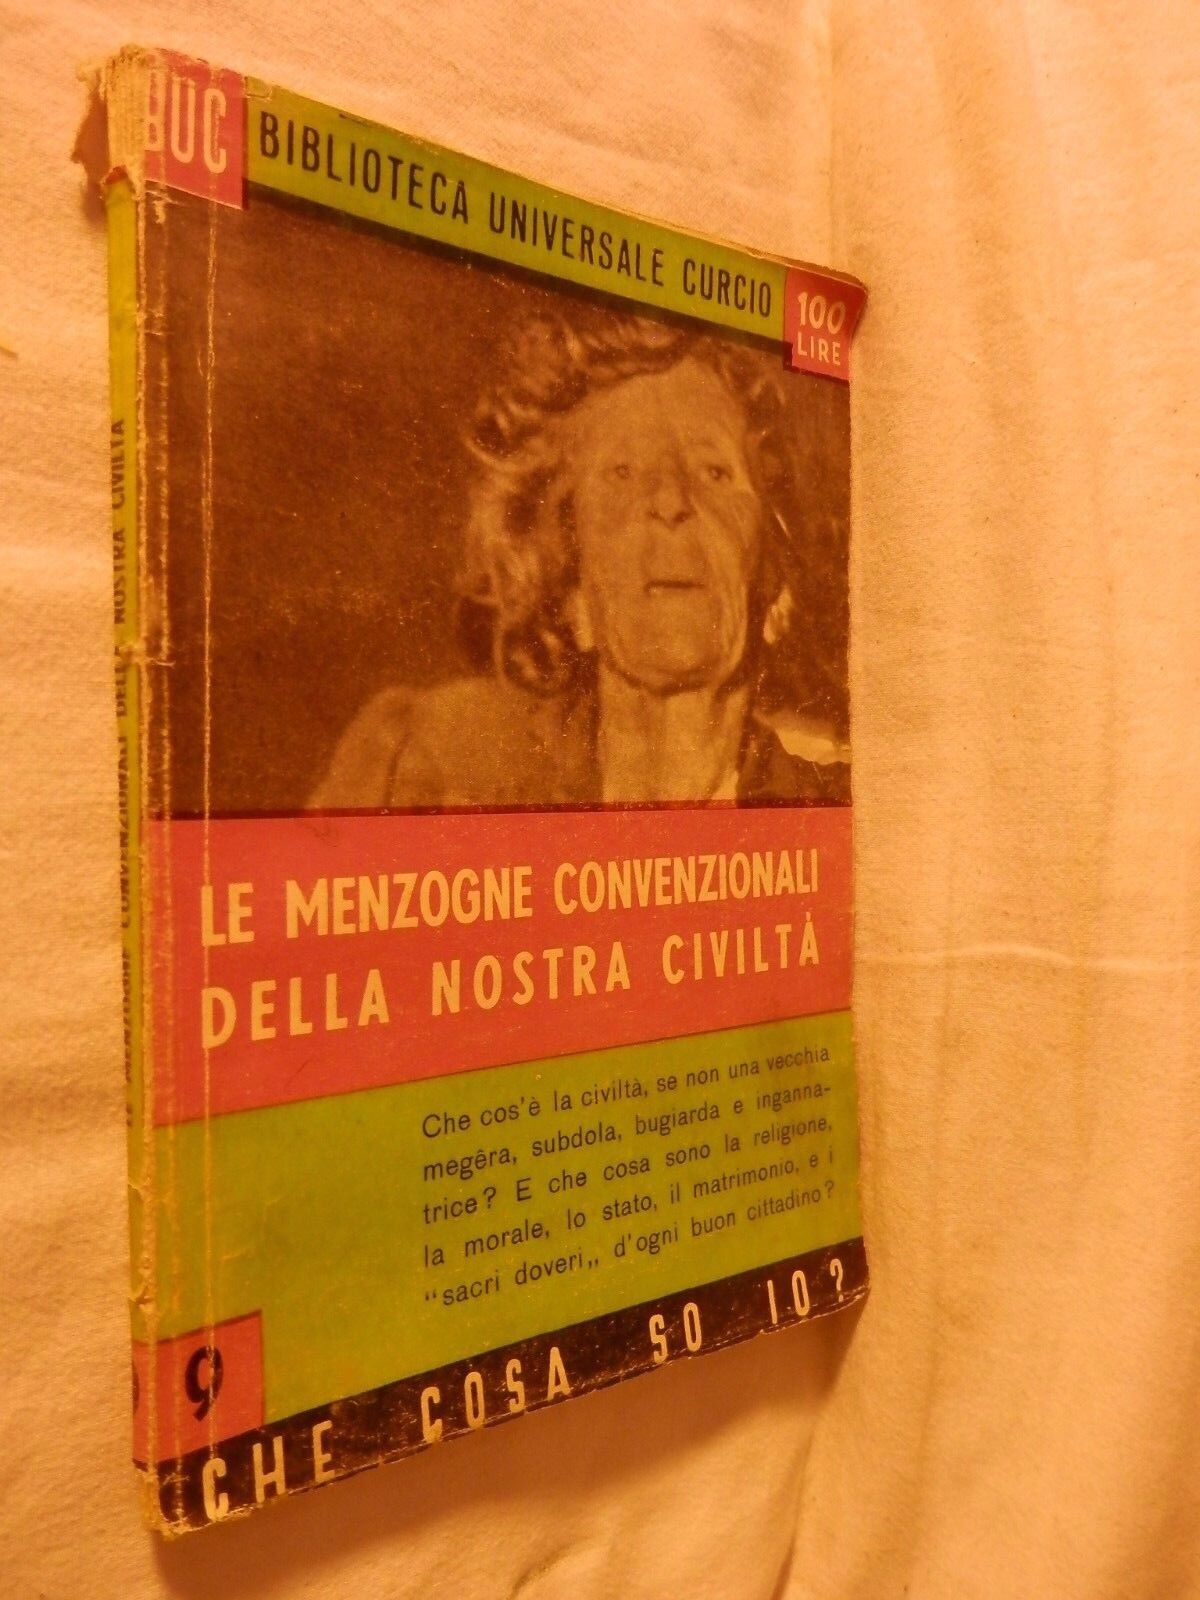 BUC
BIBLIOTECA UNIVERSALE CURCIO
100
LIRE
LE MENZOGNE CONVENZIONALI
DELLA NOSTRA CIVILTÁ
Che cos'è la civiltà, se non una vecchia
megêra, subdola, bugiarda e inganna-
trice? E che cosa sono la religione,
la morale, lo stato, il matrimonio, e i
“sacri doveri„ d'ogni buon cittadino?
9
CHE COSA SO IO?
LE MENZOGNE CONVENZIONALI DELLA NOSTRA CIVILTÀ